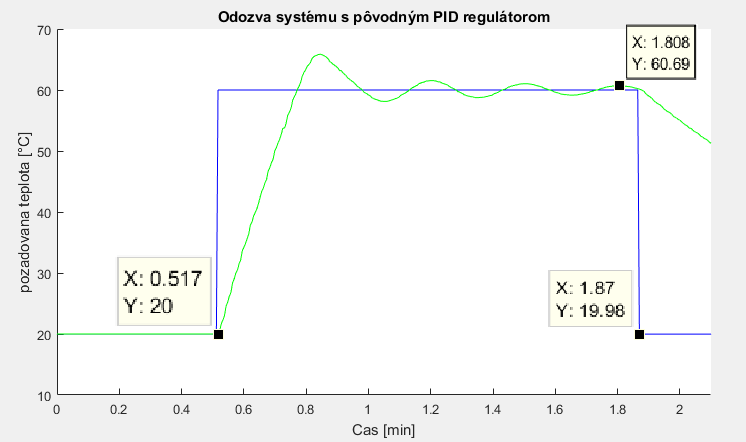 Odozva systému s pôvodným PID regulátorom
X: 1.808
Y: 60.69
X: 0.517
Y: 20
X: 1.87
Y: 19.98
pozadovana teplota [°C]
70
60
50
40
30
20
10
0
0.2
0.4
0.6
0.8
1
1.2
1.4
1.6
1.8
2
Cas [min]